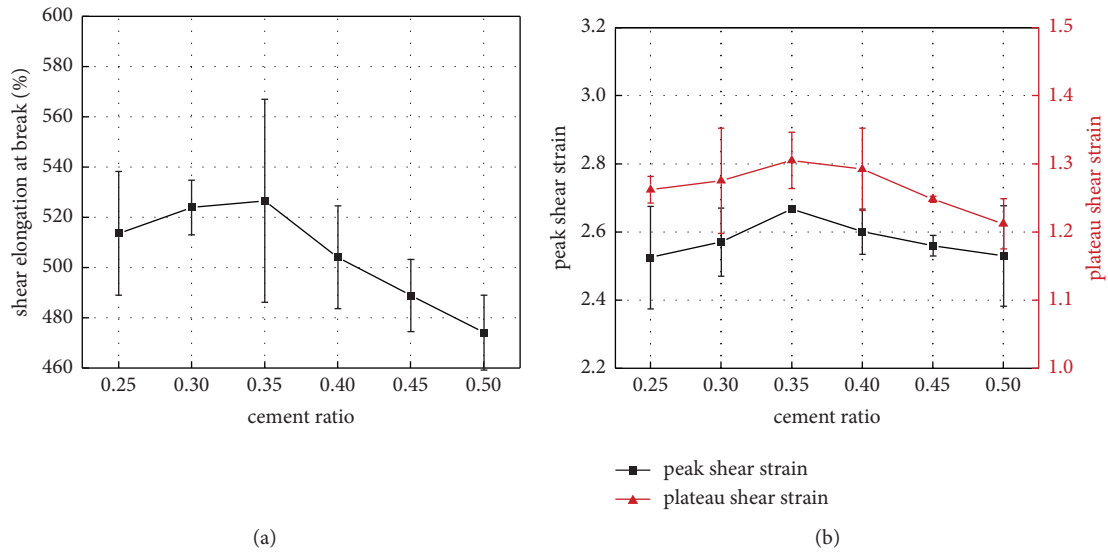 600
580
560
540
520
500
480
460
shear elongation at break (%)
0.25 0.30 0.35 0.40 0.45 0.50
cement ratio
(a)
3.2
3.0
2.8
2.6
2.4
2.2
peak shear strain
1.5
1.4
1.3
1.2
1.1
1.0
plateau shear strain
0.25 0.30 0.35 0.40 0.45 0.50
cement ratio
peak shear strain
plateau shear strain
(b)